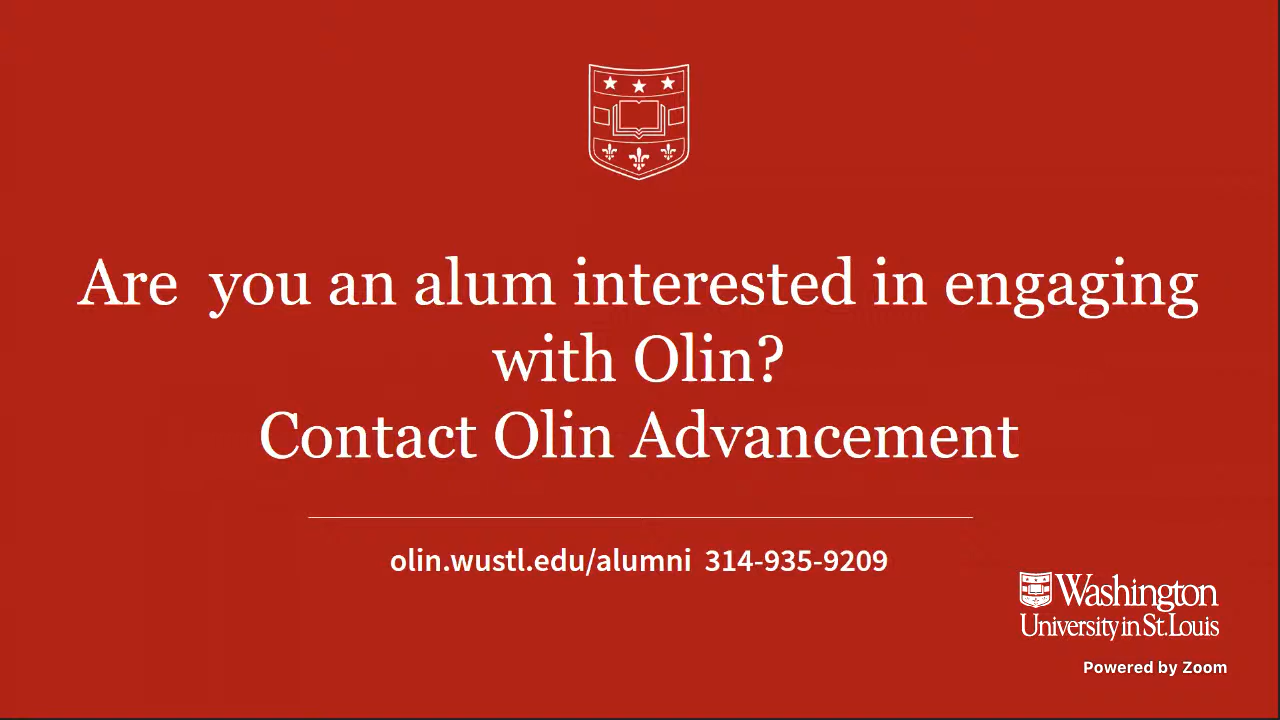 Are  you an alum interested in engaging
with Olin?
Contact Olin Advancement
olin.wustl.edu/alumni  314-935-9209
Washington
University in St. Louis
Powered by Zoom